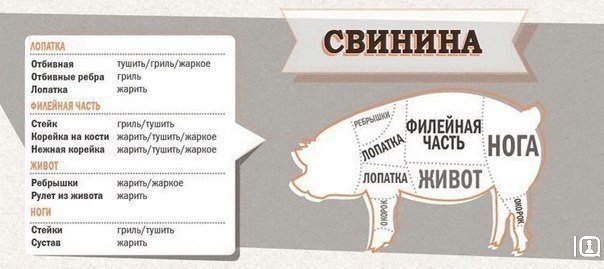 СВИНИНА
ЛОПАТКА
Отбивная тушить/гриль/жаркое
Отбивные ребра гриль
Лопатка жарить
ФИЛЕЙНАЯ ЧАСТЬ
Стейк гриль/тушить
Корейка на кости жарить/тушить/жаркое
Нежная корейка жарить/тушить/жаркое
ЖИВОТ
Ребрышки жарить/жаркое
Рулет из живота жарить
НОГИ
Стейки гриль/тушить
Сустав жарить
РЕБРЫШКИ
ЛОПАТКА
ФИЛЕЙНАЯ
ЧАСТЬ
НОГА
ЛОПАТКА
ЖИВОТ
ОКОРОК
ОКОРОК